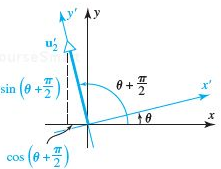 y'
y
u'₂
sin (θ + π/2)
θ + π/2
x'
θ
x
cos (θ + π/2)